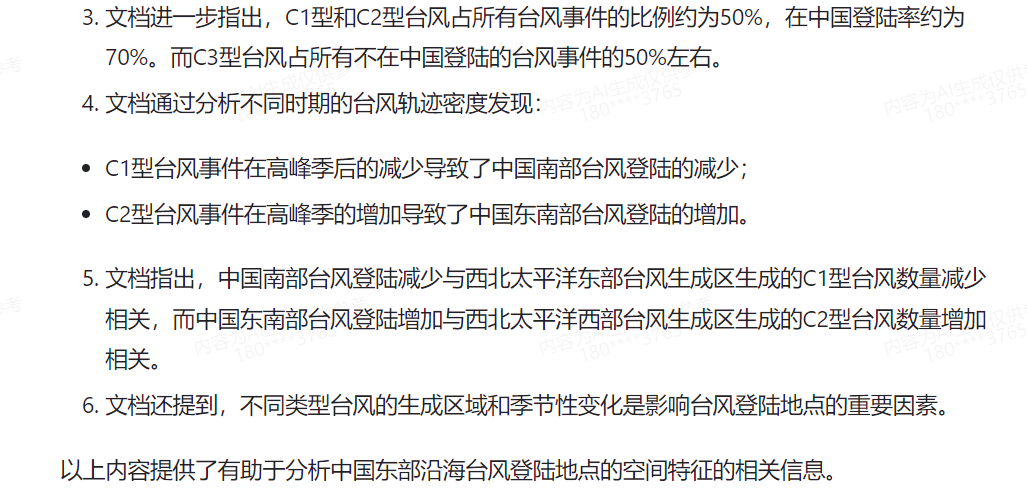 3. 文档进一步指出，C1型和C2型台风占所有台风事件的比例约为50%，在中国登陆率约为
70%。而C3型台风占所有不在中国登陆的台风事件的50%左右。
4. 文档通过分析不同时期的台风轨迹密度发现：
• C1型台风事件在高峰季后的减少导致了中国南部台风登陆的减少；
• C2型台风事件在高峰季的增加导致了中国东南部台风登陆的增加。
5. 文档指出，中国南部台风登陆减少与西北太平洋东部台风生成区生成的C1型台风数量减少
相关，而中国东南部台风登陆增加与西北太平洋西部台风生成区生成的C2型台风数量增加
相关。
6. 文档还提到，不同类型台风的生成区域和季节性变化是影响台风登陆地点的重要因素。
以上内容提供了有助于分析中国东部沿海台风登陆地点的空间特征的相关信息。